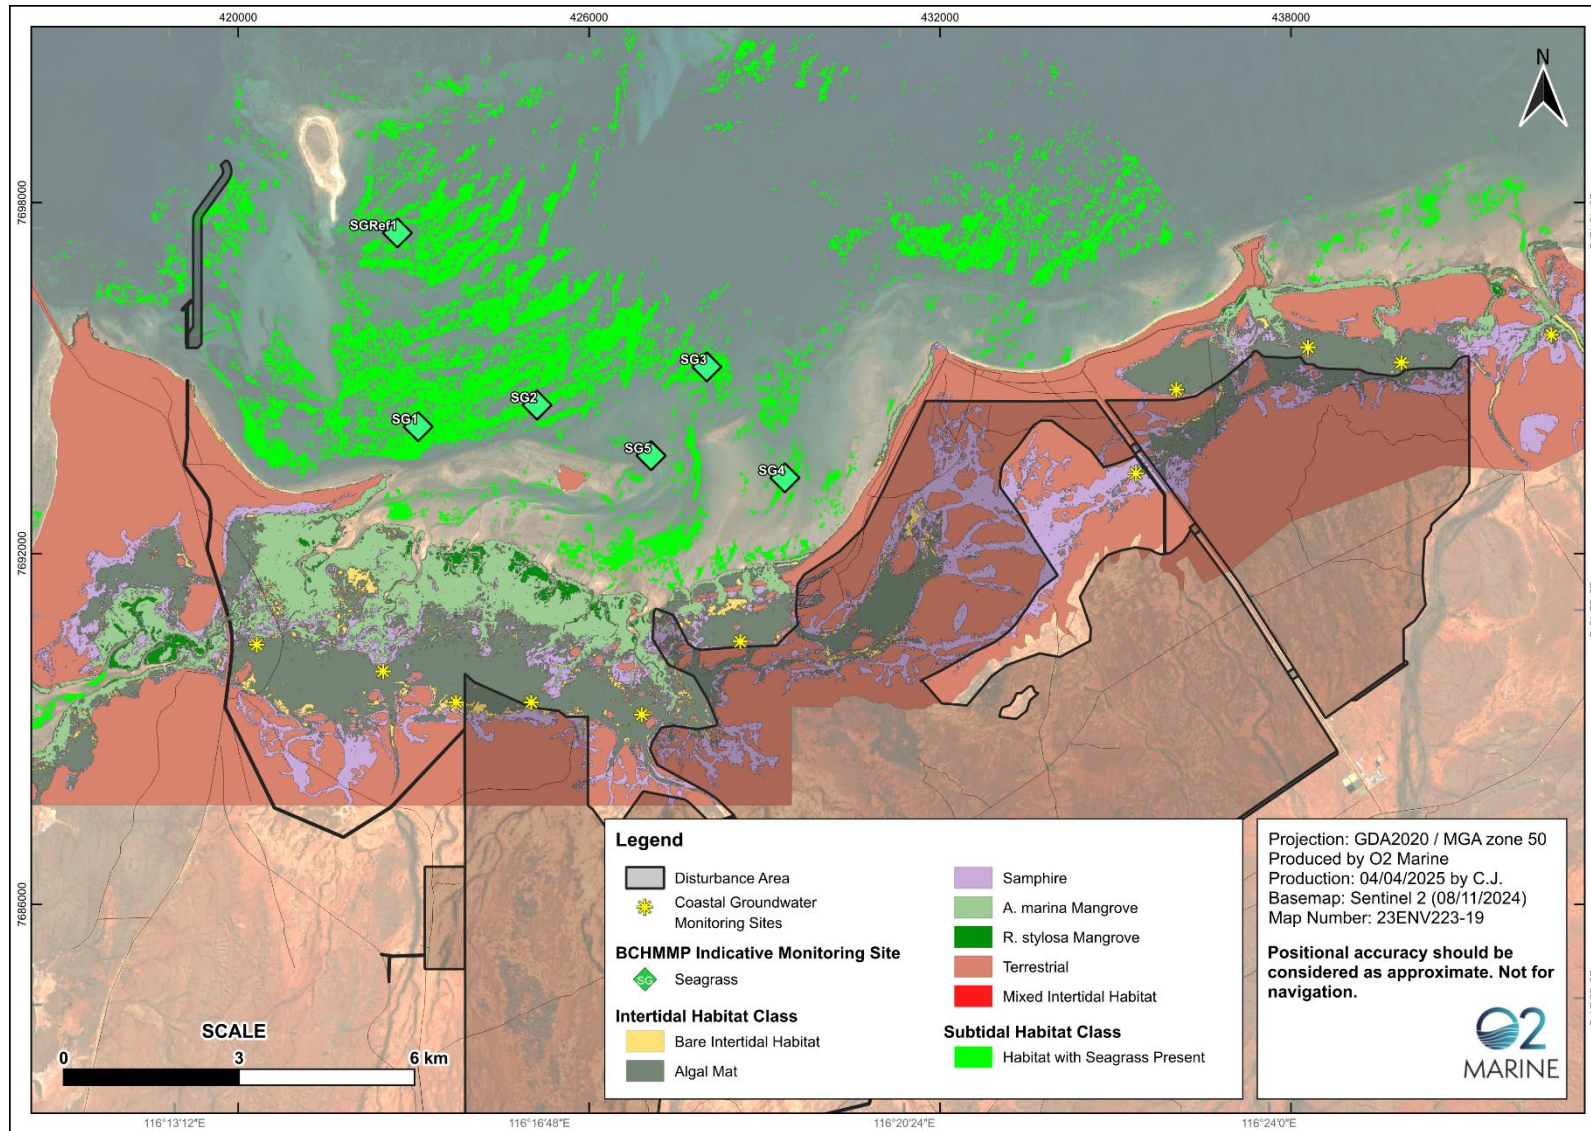 420000
426000
432000
438000
N
7698000
SGRef1
SG3
SG2
SG1
SG5
SG4
7692000
7686000
Legend
Disturbance Area
Coastal Groundwater
Monitoring Sites
BCHMMP Indicative Monitoring Site
SG
Seagrass
Intertidal Habitat Class
Bare Intertidal Habitat
Algal Mat
Samphire
A. marina Mangrove
R. stylosa Mangrove
Terrestrial
Mixed Intertidal Habitat
Subtidal Habitat Class
Habitat with Seagrass Present
Projection: GDA2020 / MGA zone 50
Produced by O2 Marine
Production: 04/04/2025 by C.J.
Basemap: Sentinel 2 (08/11/2024)
Map Number: 23ENV223-19
Positional accuracy should be
considered as approximate. Not for
navigation.
O2
MARINE
SCALE
0
3
6 km
116°13'12"E
116°16'48"E
116°20'24"E
116°24'0"E